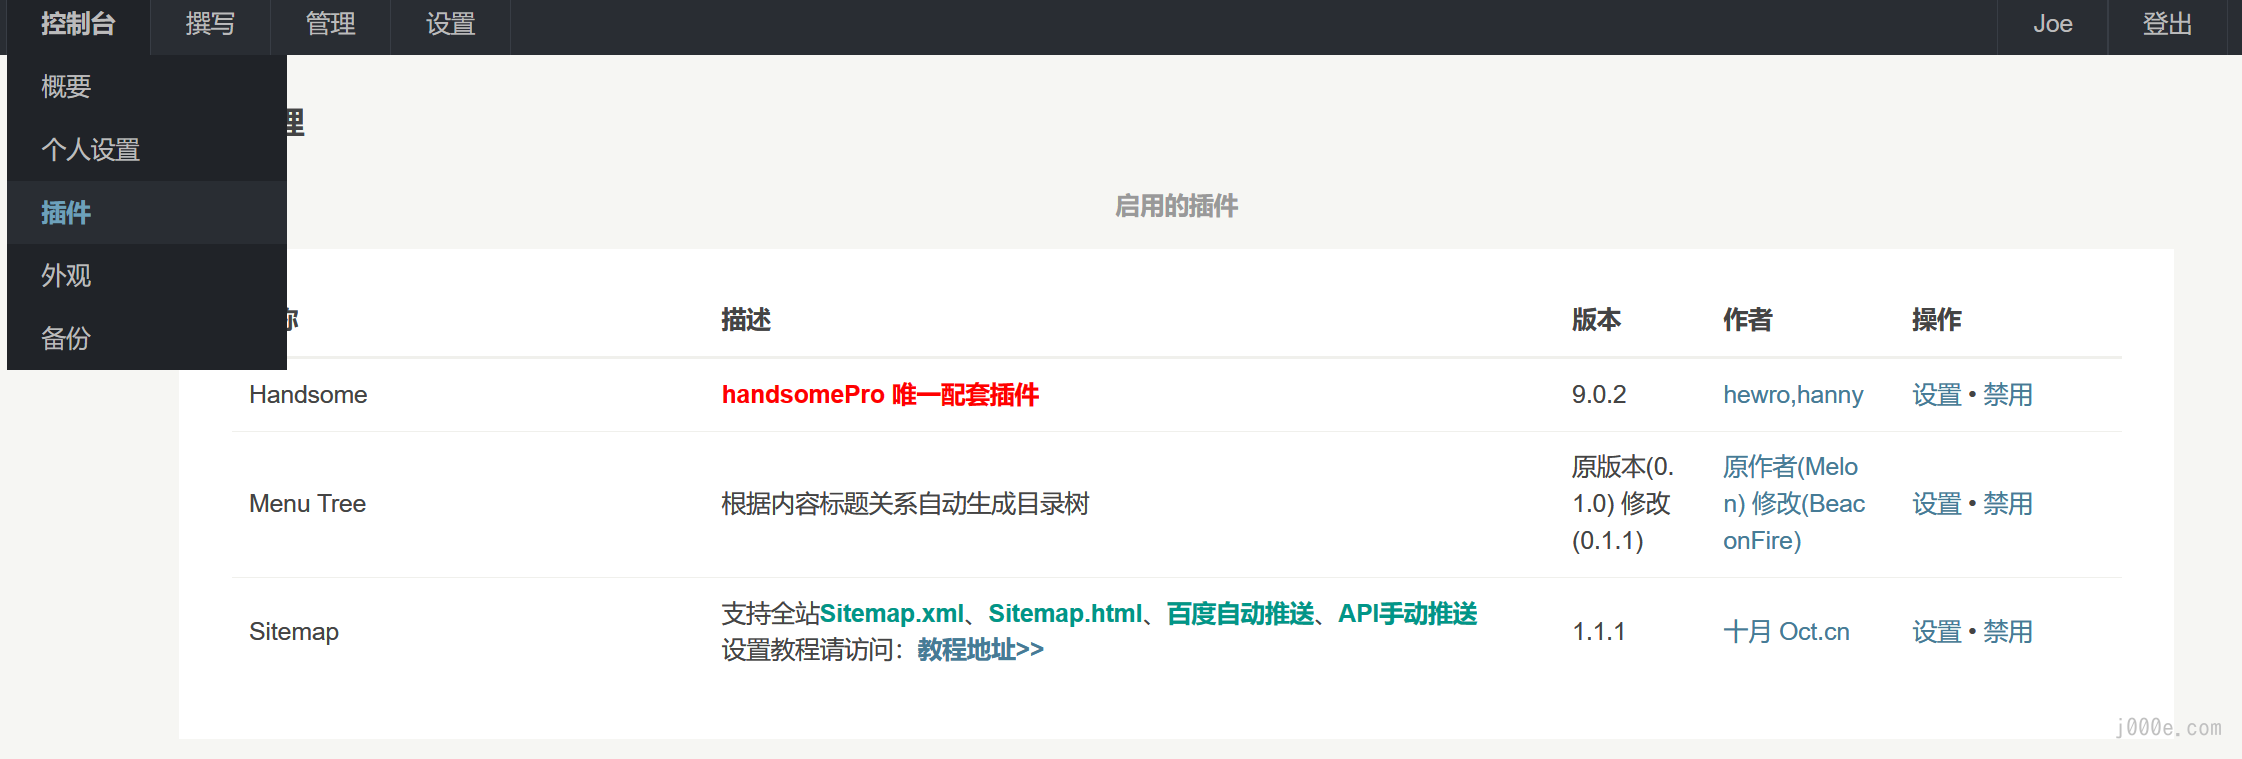 控制台 撰写 管理 设置 Joe 登出
概要
理
个人设置
启用的插件
插件
外观
称 描述 版本 作者 操作
备份
Handsome handsomePro 唯一配套插件 9.0.2 hewro,hanny 设置 • 禁用
原版本(0. 原作者(Melo
Menu Tree 根据内容标题关系自动生成目录树 1.0) 修改 n) 修改(Beac 设置 • 禁用
(0.1.1) onFire)
支持全站Sitemap.xml、Sitemap.html、百度自动推送、API手动推送
Sitemap 1.1.1 十月 Oct.cn 设置 • 禁用
设置教程请访问：教程地址>>
j000e.com